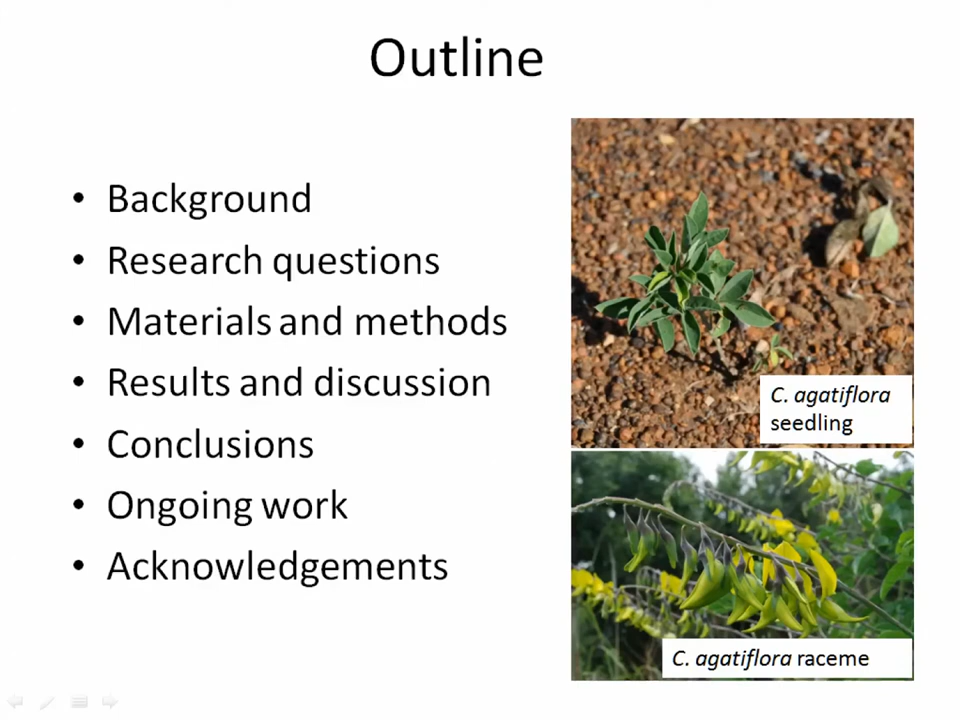 Outline
• Background
• Research questions
• Materials and methods
• Results and discussion
• Conclusions
• Ongoing work
• Acknowledgements
C. agatiflora
seedling
C. agatiflora raceme